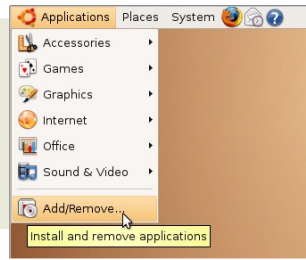 Applications Places System
Accessories
Games
Graphics
Internet
Office
Sound & Video
Add/Remove...
Install and remove applications